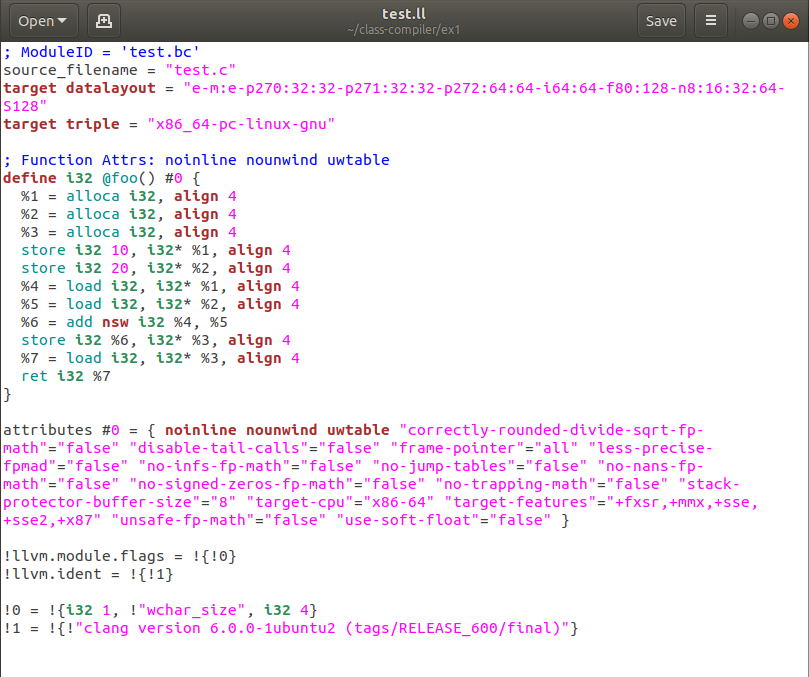 Open
test.ll
~/class-compiler/ex1
Save
; ModuleID = 'test.bc'
source_filename = "test.c"
target datalayout = "e-m:e-p270:32:32-p271:32:32-p272:64:64-i64:64-f80:128-n8:16:32:64-
S128"
target triple = "x86_64-pc-linux-gnu"
; Function Attrs: noinline nounwind uwtable
define i32 @foo() #0 {
  %1 = alloca i32, align 4
  %2 = alloca i32, align 4
  %3 = alloca i32, align 4
  store i32 10, i32* %1, align 4
  store i32 20, i32* %2, align 4
  %4 = load i32, i32* %1, align 4
  %5 = load i32, i32* %2, align 4
  %6 = add nsw i32 %4, %5
  store i32 %6, i32* %3, align 4
  %7 = load i32, i32* %3, align 4
  ret i32 %7
}
attributes #0 = { noinline nounwind uwtable "correctly-rounded-divide-sqrt-fp-
math"="false" "disable-tail-calls"="false" "frame-pointer"="all" "less-precise-
fpmad"="false" "no-infs-fp-math"="false" "no-jump-tables"="false" "no-nans-fp-
math"="false" "no-signed-zeros-fp-math"="false" "no-trapping-math"="false" "stack-
protector-buffer-size"="8" "target-cpu"="x86-64" "target-features"="+fxsr,+mmx,+sse,
+sse2,+x87" "unsafe-fp-math"="false" "use-soft-float"="false" }
!llvm.module.flags = !{!0}
!llvm.ident = !{!1}
!0 = !{i32 1, !"wchar_size", i32 4}
!1 = !{!"clang version 6.0.0-1ubuntu2 (tags/RELEASE_600/final)"}